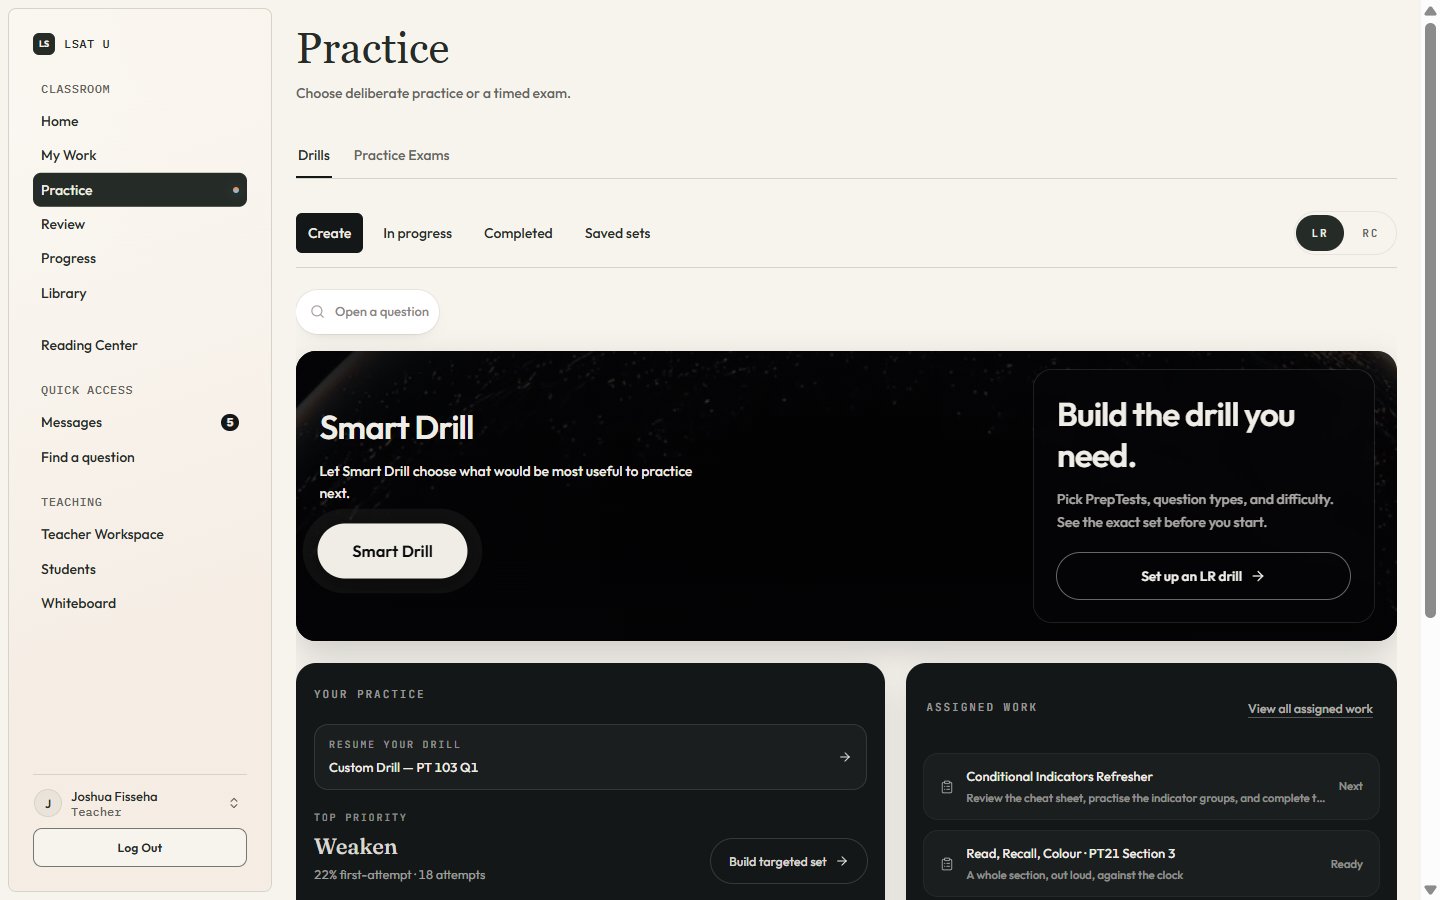 LS LSAT U
CLASSROOM
Home
My Work
Practice
Review
Progress
Library
Reading Center
QUICK ACCESS
Messages 5
Find a question
TEACHING
Teacher Workspace
Students
Whiteboard
J Joshua Fisseha
Teacher
Log Out
Practice
Choose deliberate practice or a timed exam.
Drills Practice Exams
Create In progress Completed Saved sets LR RC
Open a question
Smart Drill
Let Smart Drill choose what would be most useful to practice
next.
Smart Drill
Build the drill you
need.
Pick PrepTests, question types, and difficulty.
See the exact set before you start.
Set up an LR drill →
YOUR PRACTICE
RESUME YOUR DRILL
Custom Drill — PT 103 Q1 →
TOP PRIORITY
Weaken
22% first-attempt · 18 attempts
Build targeted set →
ASSIGNED WORK View all assigned work
Conditional Indicators Refresher
Review the cheat sheet, practise the indicator groups, and complete t...
Next
Read, Recall, Colour · PT21 Section 3
A whole section, out loud, against the clock
Ready